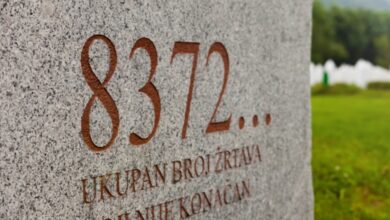 8372...
UKUPAN BROJ ŽRTAVA
NIJE KONAČAN